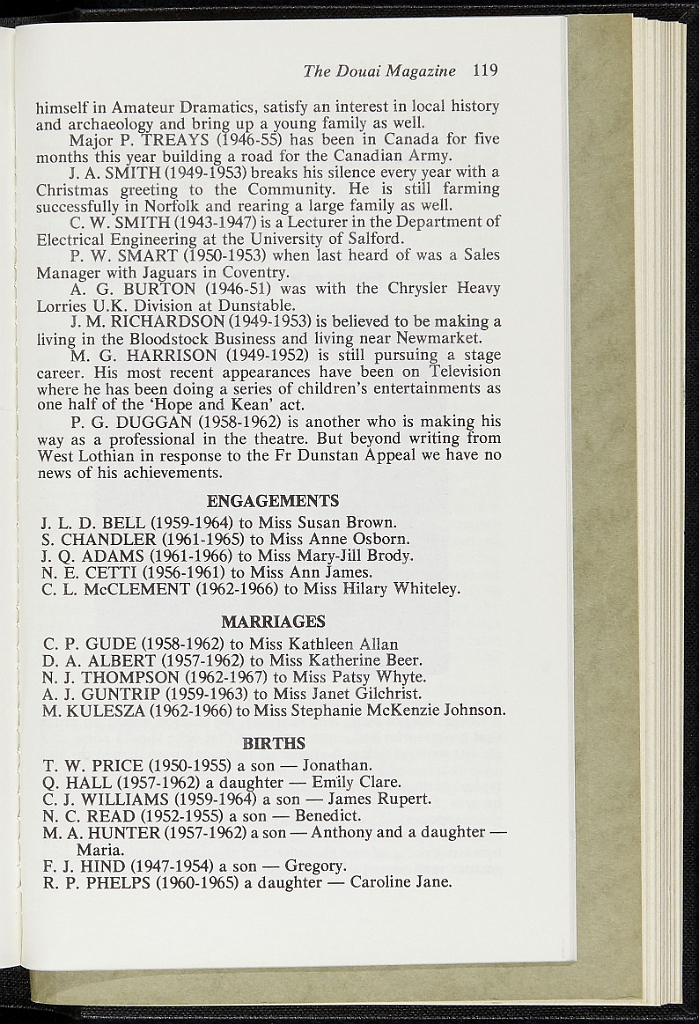 The Douai Magazine 119
himself in Amateur Dramatics, satisfy an interest in local history
and archaeology and bring up a young family as well.
Major P. TREAYS (1946-55) has been in Canada for five
months this year building a road for the Canadian Army.
J. A. SMITH (1949-1953) breaks his silence every year with a
Christmas greeting to the Community. He is still farming
successfully in Norfolk and rearing a large family as well.
C. W. SMITH (1943-1947) is a Lecturer in the Department of
Electrical Engineering at the University of Salford.
P. W. SMART (1950-1953) when last heard of was a Sales
Manager with Jaguars in Coventry.
A. G. BURTON (1946-51) was with the Chrysler Heavy
Lorries U.K. Division at Dunstable.
J. M. RICHARDSON (1949-1953) is believed to be making a
living in the Bloodstock Business and living near Newmarket.
M. G. HARRISON (1949-1952) is still pursuing a stage
career. His most recent appearances have been on Television
where he has been doing a series of children's entertainments as
one half of the 'Hope and Kean' act.
P. G. DUGGAN (1958-1962) is another who is making his
way as a professional in the theatre. But beyond writing from
West Lothian in response to the Fr Dunstan Appeal we have no
news of his achievements.
ENGAGEMENTS
J. L. D. BELL (1959-1964) to Miss Susan Brown.
S. CHANDLER (1961-1965) to Miss Anne Osborn.
J. Q. ADAMS (1961-1966) to Miss Mary-Jill Brody.
N. E. CETTI (1956-1961) to Miss Ann James.
C. L. McCLEMENT (1962-1966) to Miss Hilary Whiteley.
MARRIAGES
C. P. GUDE (1958-1962) to Miss Kathleen Allan
D. A. ALBERT (1957-1962) to Miss Katherine Beer.
N. J. THOMPSON (1962-1967) to Miss Patsy Whyte.
A. J. GUNTRIP (1959-1963) to Miss Janet Gilchrist.
M. KULESZA (1962-1966) to Miss Stephanie McKenzie Johnson.
BIRTHS
T. W. PRICE (1950-1955) a son — Jonathan.
Q. HALL (1957-1962) a daughter — Emily Clare.
C. J. WILLIAMS (1959-1964) a son — James Rupert.
N. C. READ (1952-1955) a son — Benedict.
M. A. HUNTER (1957-1962) a son — Anthony and a daughter —
Maria.
F. J. HIND (1947-1954) a son — Gregory.
R. P. PHELPS (1960-1965) a daughter — Caroline Jane.